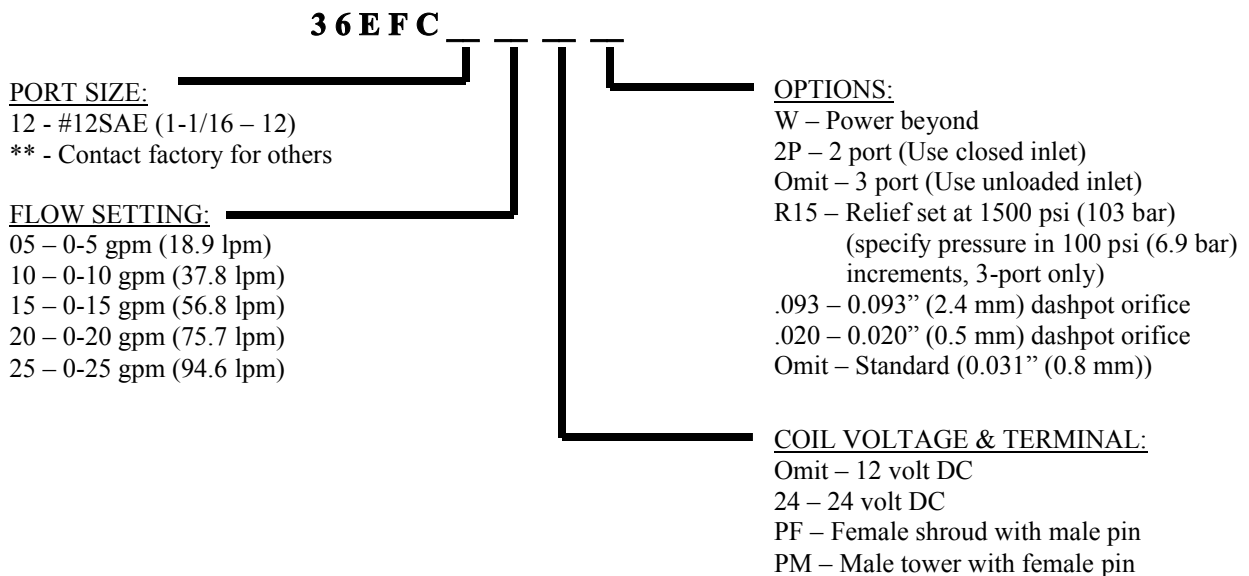 36EFC __ __ __ __
PORT SIZE:
12 - #12SAE (1-1/16 – 12)
** - Contact factory for others
FLOW SETTING:
05 – 0-5 gpm (18.9 lpm)
10 – 0-10 gpm (37.8 lpm)
15 – 0-15 gpm (56.8 lpm)
20 – 0-20 gpm (75.7 lpm)
25 – 0-25 gpm (94.6 lpm)
OPTIONS:
W – Power beyond
2P – 2 port (Use closed inlet)
Omit – 3 port (Use unloaded inlet)
R15 – Relief set at 1500 psi (103 bar)
(specify pressure in 100 psi (6.9 bar)
increments, 3-port only)
.093 – 0.093” (2.4 mm) dashpot orifice
.020 – 0.020” (0.5 mm) dashpot orifice
Omit – Standard (0.031” (0.8 mm))
COIL VOLTAGE & TERMINAL:
Omit – 12 volt DC
24 – 24 volt DC
PF – Female shroud with male pin
PM – Male tower with female pin